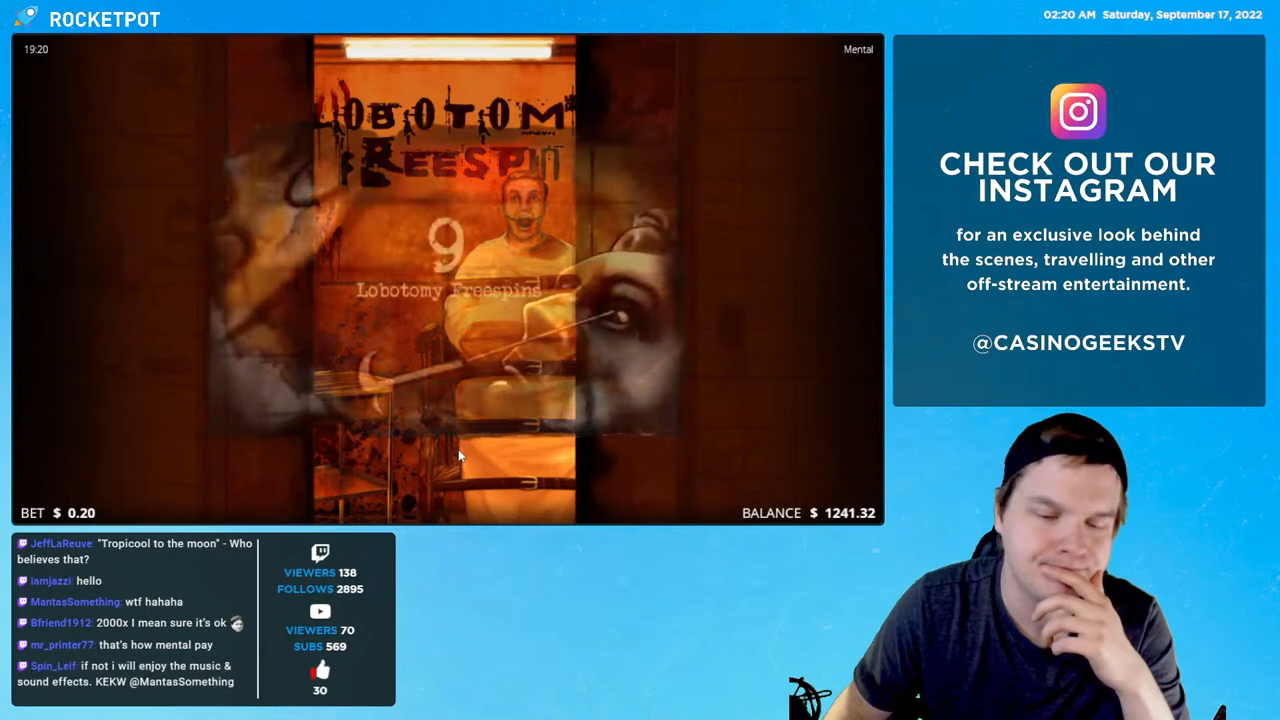 ROCKETPOT
02:20 AM Saturday, September 17, 2022
19:20
Mental
LOBOTOM
FREESPIN
9
Lobotomy Freespins
BET $ 0.20
BALANCE $ 1241.32
CHECK OUT OUR
INSTAGRAM
for an exclusive look behind
the scenes, travelling and other
off-stream entertainment.
@CASINOGEEKSTV
JeffLaReuve: "Tropicool to the moon" - Who
believes that?
iamjazzi: hello
MantasSomething: wtf hahaha
Bfriend1912: 2000x I mean sure it's ok
mr_printer77: that's how mental pay
Spin_Leif: if not i will enjoy the music &
sound effects. KEKW @MantasSomething
VIEWERS 138
FOLLOWS 2895
VIEWERS 70
SUBS 569
30